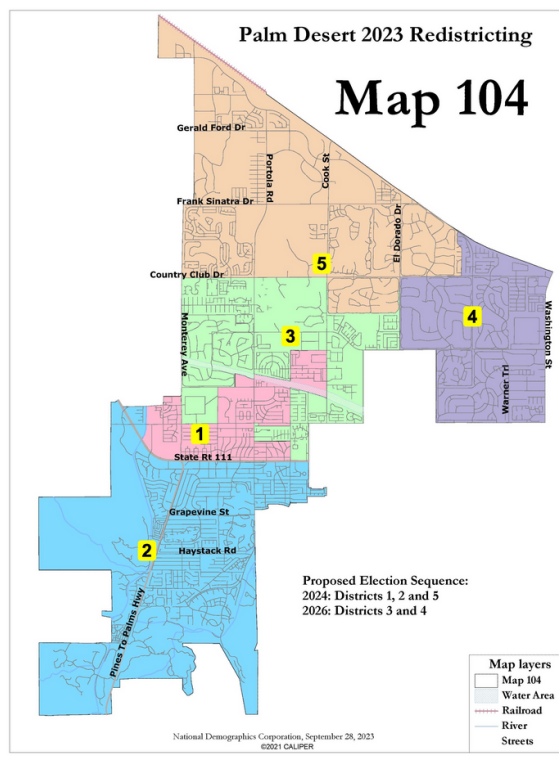 Palm Desert 2023 Redistricting
Map 104
Gerald Ford Dr
Portola Rd
Cook St
Frank Sinatra Dr
El Dorado Dr
5
Country Club Dr
4
Washington St
Monterey Ave
3
Warner Trl
1
State Rt 111
Grapevine St
2
Haystack Rd
Pines To Palms Hwy
Proposed Election Sequence:
2024: Districts 1, 2 and 5
2026: Districts 3 and 4
Map layers
Map 104
Water Area
Railroad
River
Streets
National Demographics Corporation, September 28, 2023
©2021 CALIPER